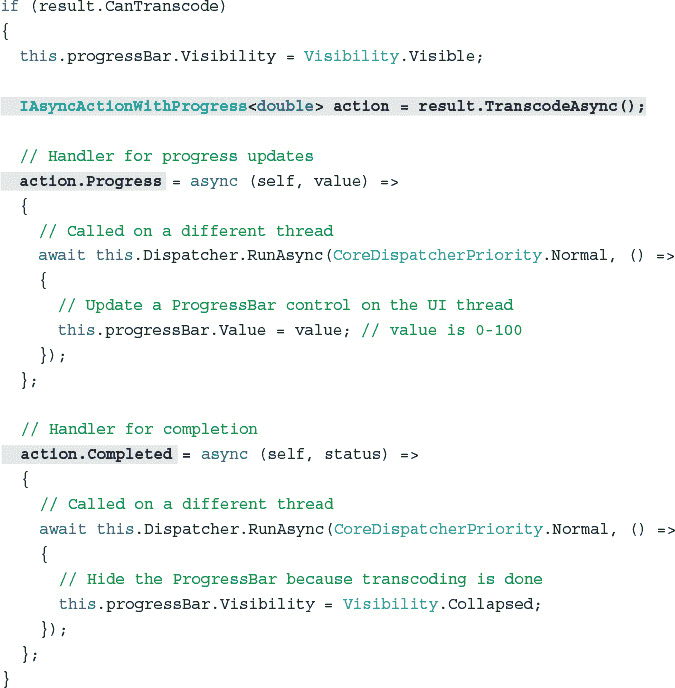 if (result.CanTranscode)
{
  this.progressBar.Visibility = Visibility.Visible;

  IAsyncActionWithProgress<double> action = result.TranscodeAsync();

  // Handler for progress updates
  action.Progress = async (self, value) =>
  {
    // Called on a different thread
    await this.Dispatcher.RunAsync(CoreDispatcherPriority.Normal, () =>
    {
      // Update a ProgressBar control on the UI thread
      this.progressBar.Value = value; // value is 0-100
    });
  };

  // Handler for completion
  action.Completed = async (self, status) =>
  {
    // Called on a different thread
    await this.Dispatcher.RunAsync(CoreDispatcherPriority.Normal, () =>
    {
      // Hide the ProgressBar because transcoding is done
      this.progressBar.Visibility = Visibility.Collapsed;
    });
  };
}